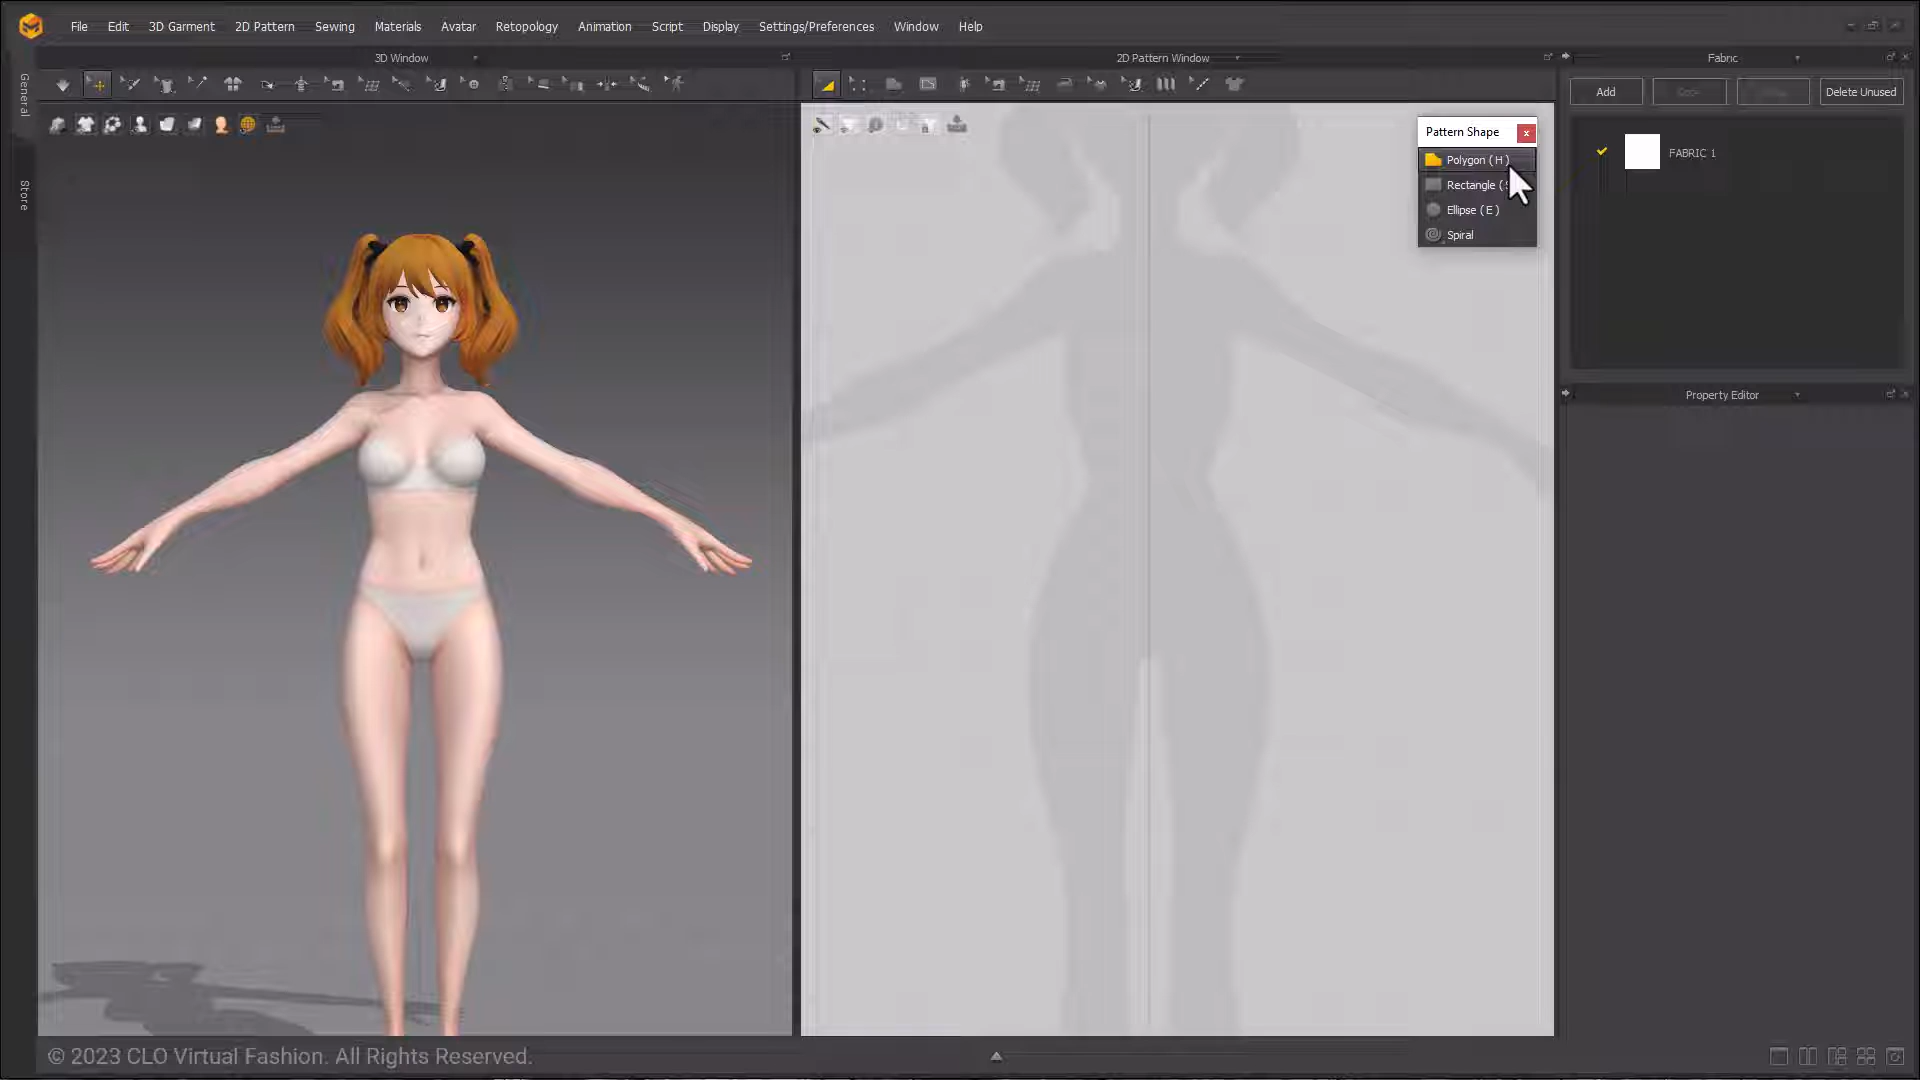 File Edit 3D Garment 2D Pattern Sewing Materials Avatar Retopology Animation Script Display Settings/Preferences Window Help
3D Window
2D Pattern Window
Fabric
General
Store
Add
Delete Unused
FABRIC 1
Pattern Shape
Polygon ( H )
Rectangle (
Ellipse ( E )
Spiral
Property Editor
© 2023 CLO Virtual Fashion. All Rights Reserved.